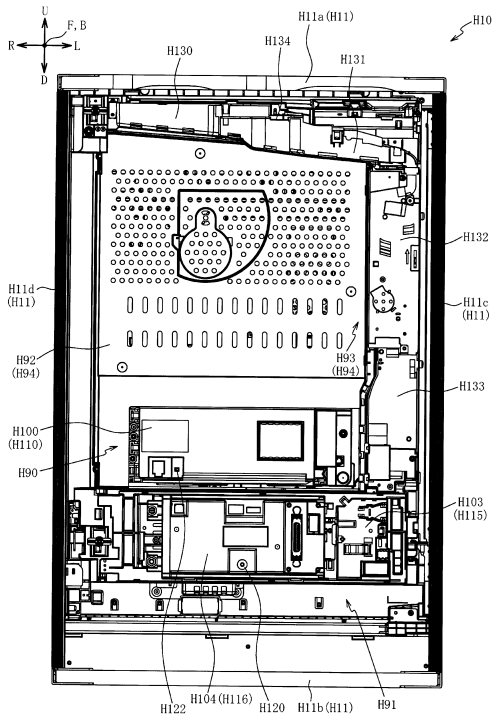 H11a(H11)
H10
U
F,B
R
L
D
H130
H134
H131
H132
H11d
(H11)
H11c
(H11)
H92
(H94)
H93
(H94)
H133
H100
(H110)
H90
H103
(H115)
H122
H104(H116)
H120
H11b(H11)
H91